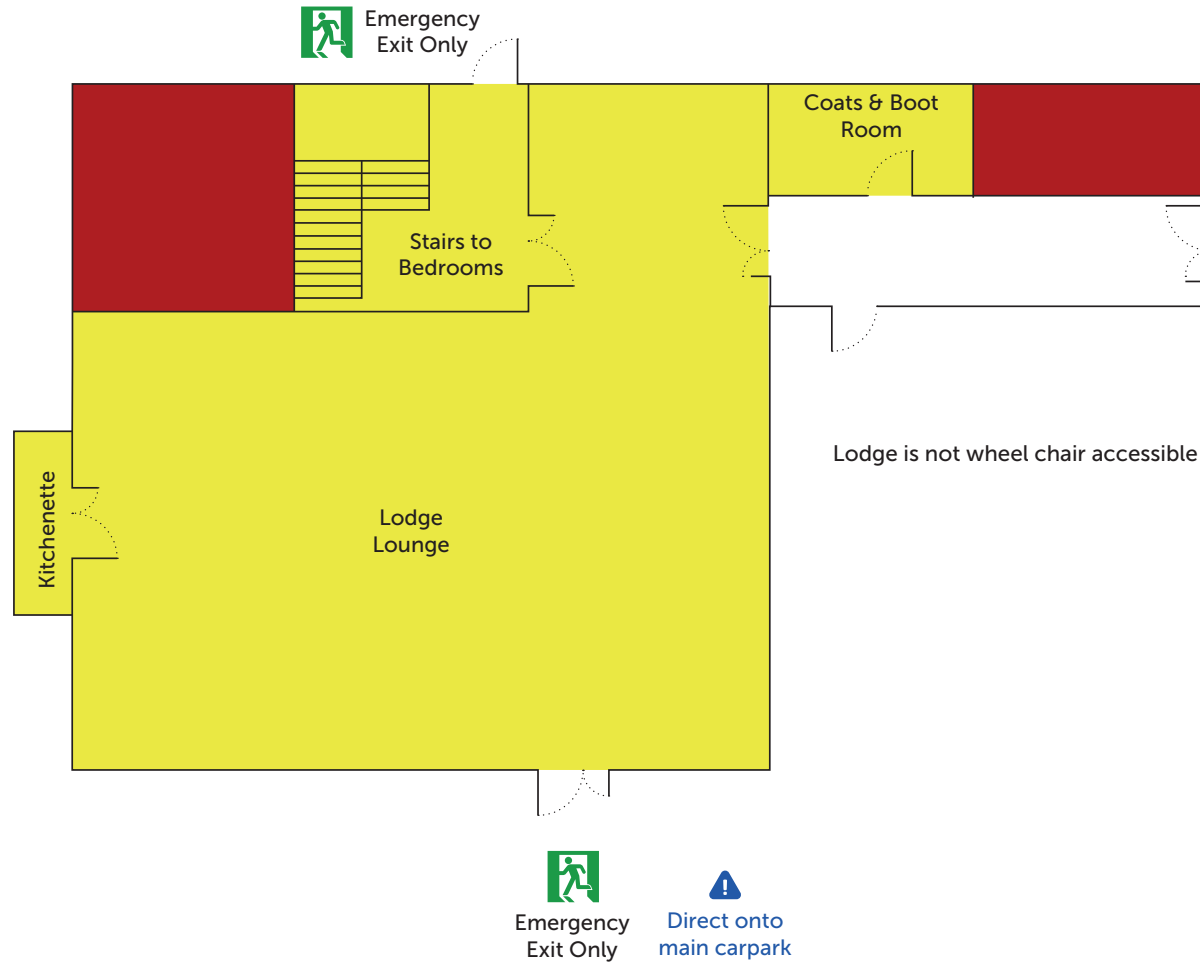 Emergency
Exit Only
Coats & Boot
Room
Stairs to
Bedrooms
Lodge is not wheel chair accessible
Kitchenette
Lodge
Lounge
Emergency
Exit Only
Direct onto
main carpark